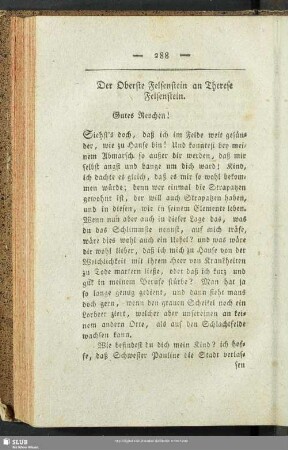 — 288 —
Der Oberste Felsenstein an Therese
Felsenstein.
Gutes Reschen!
Siehst's doch, daß ich im Felde weit gesün-
der, wie zu Hause bin! Und konntest bey mei-
nem Abmarsch so außer dir werden, daß mir
selbst angst und bange um dich ward; Kind,
ich dachte es gleich, daß es mir so wohl bekom-
men würde; denn wer einmal die Strapatzen
gewohnt ist, der will auch Strapatzen haben,
und in diesen, wie in seinem Elemente leben.
Wenn nun aber auch in dieser Lage das, was
du das Schlimmste nennst, auf mich wäse,
wäre dies wohl auch ein Uebel? und was wäre
dir wohl lieber, daß ich mich zu Hause von der
Weichlichkeit mit ihrem Heer von Krankheiten
zu Tode martern ließe, oder daß ich kurz und
gut in meinem Berufe stürbe? Man hat ja
so lange genug gedient, und dann sieht mans
doch gern, wenn den grauen Scheitel noch ein
Lorbeer ziert, welcher aber unsereinen an kei-
nem andern Orte, als auf den Schlachtfelde
wachsen kann.
Wie befindest du dich mein Kind? ich hof-
fe, daß Schwester Pauline die Stadt verlas-
sen
SLUB